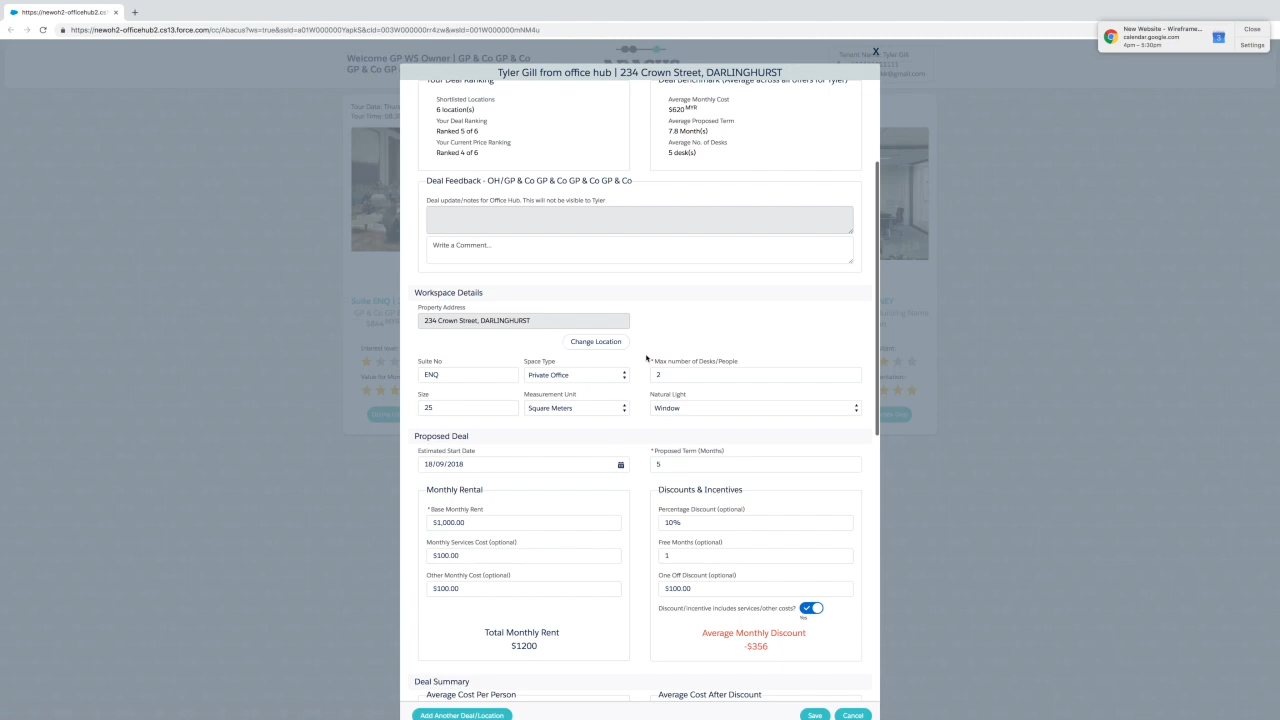 https://newoh2-officehub2.cs13.f
https://newoh2-officehub2.cs13.force.com/cc/Abacus?ws=true&ssId=a01W000000YapkS&cId=003W000000rr4zw&wsId=001W000000mNM4u
New Website - Wireframe...
calendar.google.com
4pm – 5:30pm
Close
Settings
Welcome GP WS Owner | GP & Co GP &
GP & Co GP
Tenant Name: Tyler Gill
@gmail.com
X
Tyler Gill from office hub | 234 Crown Street, DARLINGHURST
Your Deal Ranking
Deal Benchmark (Average across all offers for Tyler)
Shortlisted Locations
6 location(s)
Your Deal Ranking
Ranked 5 of 6
Your Current Price Ranking
Ranked 4 of 6
Average Monthly Cost
$620 MYR
Average Proposed Term
7.8 Month(s)
Average No. of Desks
5 desk(s)
Deal Feedback - OH/GP & Co GP & Co GP & Co GP & Co
Deal update/notes for Office Hub. This will not be visible to Tyler
Write a Comment...
Workspace Details
Property Address
234 Crown Street, DARLINGHURST
Change Location
Suite No
Space Type
* Max number of Desks/People
ENQ
Private Office
2
Size
Measurement Unit
Natural Light
25
Square Meters
Window
Proposed Deal
Estimated Start Date
* Proposed Term (Months)
18/09/2018
5
Monthly Rental
Discounts & Incentives
* Base Monthly Rent
Percentage Discount (optional)
$1,000.00
10%
Monthly Services Cost (optional)
Free Months (optional)
$100.00
1
Other Monthly Cost (optional)
One Off Discount (optional)
$100.00
$100.00
Discount/incentive includes services/other costs?
Yes
Total Monthly Rent
Average Monthly Discount
$1200
-$356
Deal Summary
Average Cost Per Person
Average Cost After Discount
Add Another Deal/Location
Save
Cancel